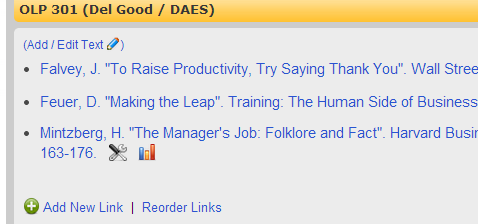 OLP 301 (Del Good / DAES)
(Add / Edit Text )
Falvey, J. "To Raise Productivity, Try Saying Thank You". Wall Stree
Feuer, D. "Making the Leap". Training: The Human Side of Business
Mintzberg, H. "The Manager's Job: Folklore and Fact". Harvard Busi
163-176.
Add New Link | Reorder Links